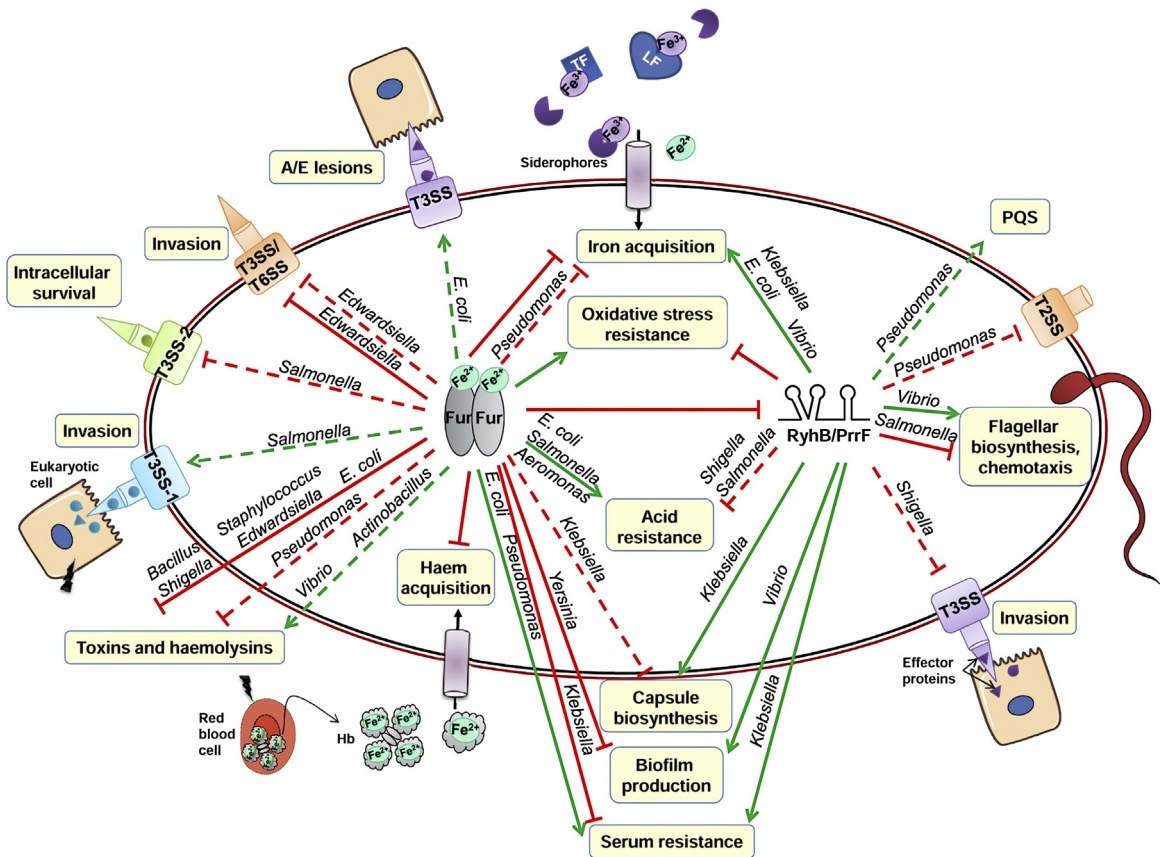 Fe3+
TF
Fe3+
LF
Fe3+
Fe2+
Siderophores
A/E lesions
T3SS
PQS
Invasion
T3SS/
T6SS
Iron acquisition
Intracellular
survival
T3SS-2
Edwardsiella
Edwardsiella
E. coli
Pseudomonas
Klebsiella
E. coli
Vibrio
Oxidative stress
resistance
Pseudomonas
Pseudomonas
T2SS
Salmonella
Fe2+
Fe2+
Fur
Fur
RyhB/PrrF
Vibrio
Salmonella
Flagellar
biosynthesis,
chemotaxis
Invasion
T3SS-1
Eukaryotic
cell
Salmonella
Staphylococcus
E. coli
Edwardsiella
Bacillus
Shigella
Pseudomonas
Actinobacillus
Vibrio
E. coli
Salmonella
Aeromonas
Shigella
Salmonella
Acid
resistance
Shigella
Haem
acquisition
E. coli
Pseudomonas
Yersinia
Klebsiella
Klebsiella
Klebsiella
Vibrio
Klebsiella
T3SS
Invasion
Effector
proteins
Toxins and haemolysins
Red
blood
cell
Hb
Fe2+
Fe2+
Fe2+
Fe2+
Fe2+
Capsule
biosynthesis
Biofilm
production
Serum resistance